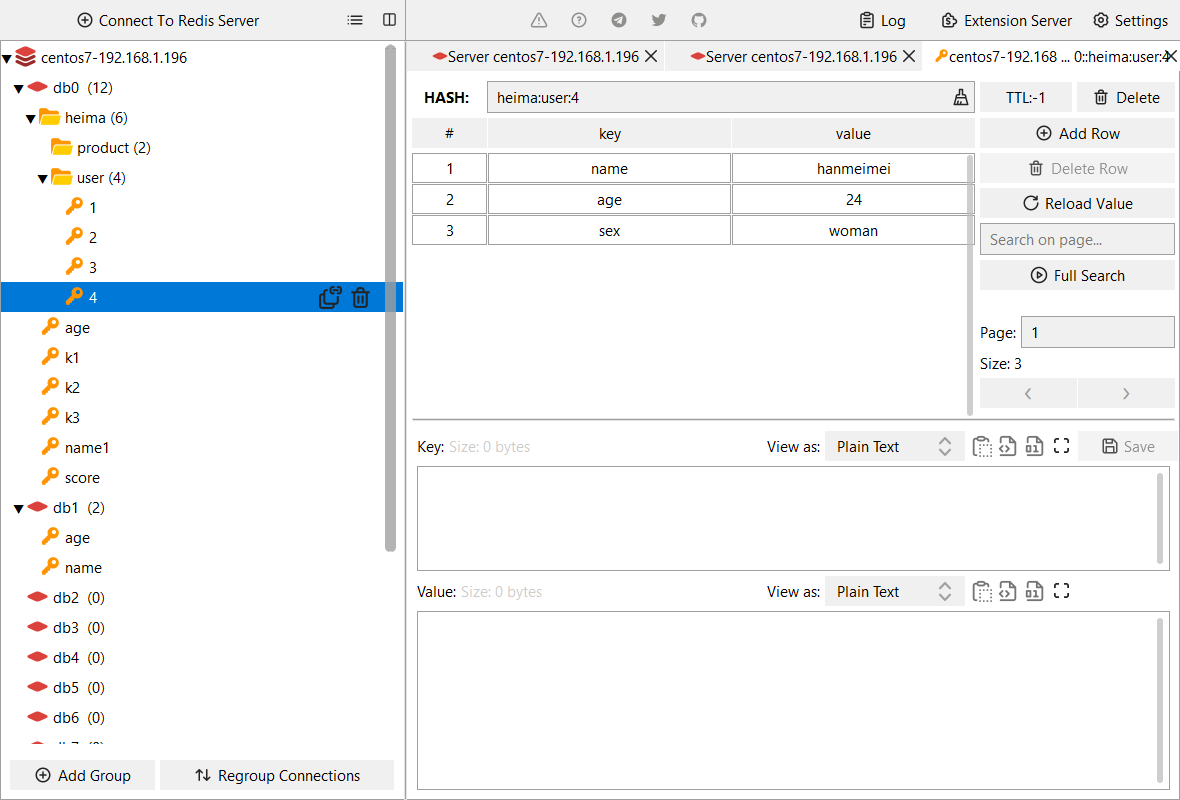 Connect To Redis Server
Log
Extension Server
Settings
centos7-192.168.1.196
db0 (12)
heima (6)
product (2)
user (4)
1
2
3
4
age
k1
k2
k3
name1
score
db1 (2)
age
name
db2 (0)
db3 (0)
db4 (0)
db5 (0)
db6 (0)
Add Group
Regroup Connections
Server centos7-192.168.1.196
Server centos7-192.168.1.196
centos7-192.168 ... 0::heima:user:4
HASH:
heima:user:4
TTL:-1
Delete
# key value
1 name hanmeimei
2 age 24
3 sex woman
Add Row
Delete Row
Reload Value
Search on page...
Full Search
Page: 1
Size: 3
Key: Size: 0 bytes
View as: Plain Text
Save
Value: Size: 0 bytes
View as: Plain Text